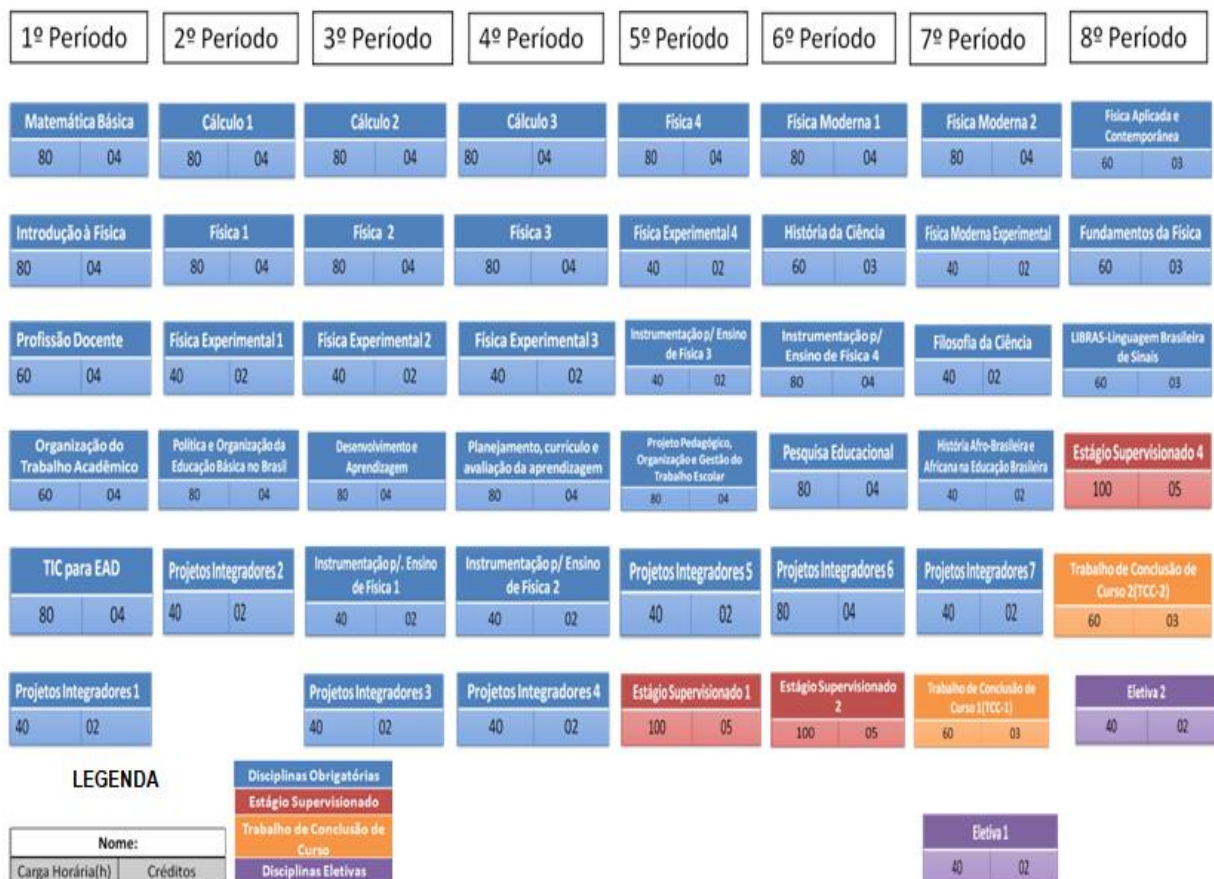 1º Período
2º Período
3º Período
4º Período
5º Período
6º Período
7º Período
8º Período
Matemática Básica
80 04
Cálculo 1
80 04
Cálculo 2
80 04
Cálculo 3
80 04
Física 4
80 04
Física Moderna 1
80 04
Física Moderna 2
80 04
Física Aplicada e
Contemporânea
60 03
Introdução à Física
80 04
Física 1
80 04
Física 2
80 04
Física 3
80 04
Física Experimental 4
40 02
História da Ciência
60 03
Física Moderna Experimental
40 02
Fundamentos da Física
60 03
Profissão Docente
60 04
Física Experimental 1
40 02
Física Experimental 2
40 02
Física Experimental 3
40 02
Instrumentação p/ Ensino
de Física 3
40 02
Instrumentação p/
Ensino de Física 4
80 04
Filosofia da Ciência
40 02
LIBRAS-Linguagem Brasileira
de Sinais
60 03
Organização do
Trabalho Acadêmico
60 04
Política e Organização da
Educação Básica no Brasil
80 04
Desenvolvimento e
Aprendizagem
80 04
Planejamento, currículo e
avaliação da aprendizagem
80 04
Projeto Pedagógico,
Organização e Gestão do
Trabalho Escolar
80 04
Pesquisa Educacional
80 04
História Afro-Brasileira e
Africana na Educação Brasileira
40 02
Estágio Supervisionado 4
100 05
TIC para EAD
80 04
Projetos Integradores 2
40 02
Instrumentação p/. Ensino
de Física 1
40 02
Instrumentação p/ Ensino
de Física 2
40 02
Projetos Integradores 5
40 02
Projetos Integradores 6
80 04
Projetos Integradores 7
40 02
Trabalho de Conclusão de
Curso 2(TCC-2)
60 03
Projetos Integradores 1
40 02
Projetos Integradores 3
40 02
Projetos Integradores 4
40 02
Estágio Supervisionado 1
100 05
Estágio Supervisionado
2
100 05
Trabalho de Conclusão de
Curso 1(TCC-1)
60 03
Eletiva 2
40 02
LEGENDA
Nome:
Carga Horária(h) Créditos
Disciplinas Obrigatórias
Estágio Supervisionado
Trabalho de Conclusão de
Curso
Disciplinas Eletivas
Eletiva 1
40 02